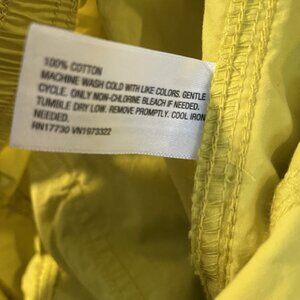 100% COTTON
MACHINE WASH COLD WITH LIKE COLORS. GENTLE
CYCLE. ONLY NON-CHLORINE BLEACH IF NEEDED.
TUMBLE DRY LOW. REMOVE PROMPTLY. COOL IRON
NEEDED.
RN17730 VN1973322